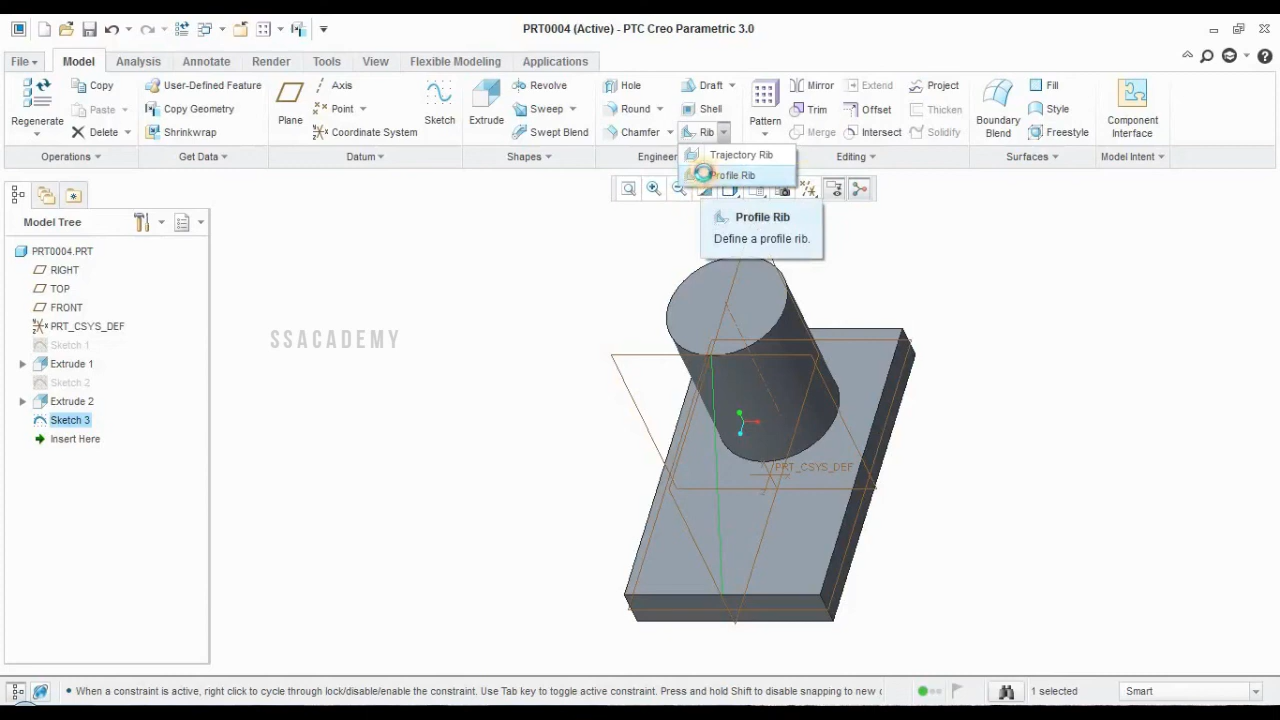 PRT0004 (Active) - PTC Creo Parametric 3.0
File Model Analysis Annotate Render Tools View Flexible Modeling Applications
Regenerate
Copy
Paste
Delete
Operations
User-Defined Feature
Copy Geometry
Shrinkwrap
Get Data
Plane
Axis
Point
Coordinate System
Sketch
Datum
Extrude
Revolve
Sweep
Swept Blend
Shapes
Hole
Round
Chamfer
Draft
Shell
Rib
Engineer
Trajectory Rib
Profile Rib
Profile Rib
Define a profile rib.
Pattern
Mirror
Trim
Merge
Extend
Offset
Intersect
Project
Thicken
Solidify
Editing
Boundary
Blend
Fill
Style
Freestyle
Surfaces
Component
Interface
Model Intent
Model Tree
PRT0004.PRT
RIGHT
TOP
FRONT
PRT_CSYS_DEF
Sketch 1
Extrude 1
Sketch 2
Extrude 2
Sketch 3
Insert Here
SSACADEMY
PRT_CSYS_DEF
• When a constraint is active, right click to cycle through lock/disable/enable the constraint. Use Tab key to toggle active constraint. Press and hold Shift to disable snapping to new c
1 selected
Smart